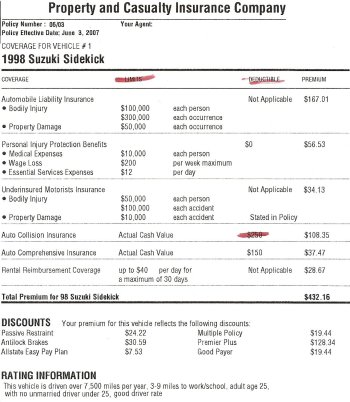 Property and Casualty Insurance Company
Policy Number : 06/03 Your Agent:
Policy Effective Date: June 3, 2007
COVERAGE FOR VEHICLE # 1
1998 Suzuki Sidekick
COVERAGE LIMITS DEDUCTIBLE PREMIUM
Automobile Liability Insurance Not Applicable $167.01
• Bodily Injury $100,000 each person
$300,000 each occurrence
• Property Damage $50,000 each occurrence
Personal Injury Protection Benefits $0 $56.53
• Medical Expenses $10,000 each person
• Wage Loss $200 per week maximum
• Essential Services Expenses $12 per day
Underinsured Motorists Insurance Not Applicable $34.13
• Bodily Injury $50,000 each person
$100,000 each accident
• Property Damage $10,000 each accident Stated in Policy
Auto Collision Insurance Actual Cash Value $250 $108.35
Auto Comprehensive Insurance Actual Cash Value $150 $37.47
Rental Reimbursement Coverage up to $40 per day for Not Applicable $28.67
a maximum of 30 days
Total Premium for 98 Suzuki Sidekick $432.16
DISCOUNTS Your premium for this vehicle reflects the following discounts:
Passive Restraint $24.22 Multiple Policy $19.44
Antilock Brakes $30.59 Premier Plus $128.34
Allstate Easy Pay Plan $7.53 Good Payer $19.44
RATING INFORMATION
This vehicle is driven over 7,500 miles per year, 3-9 miles to work/school, adult age 25,
with no unmarried driver under 25, good driver rate